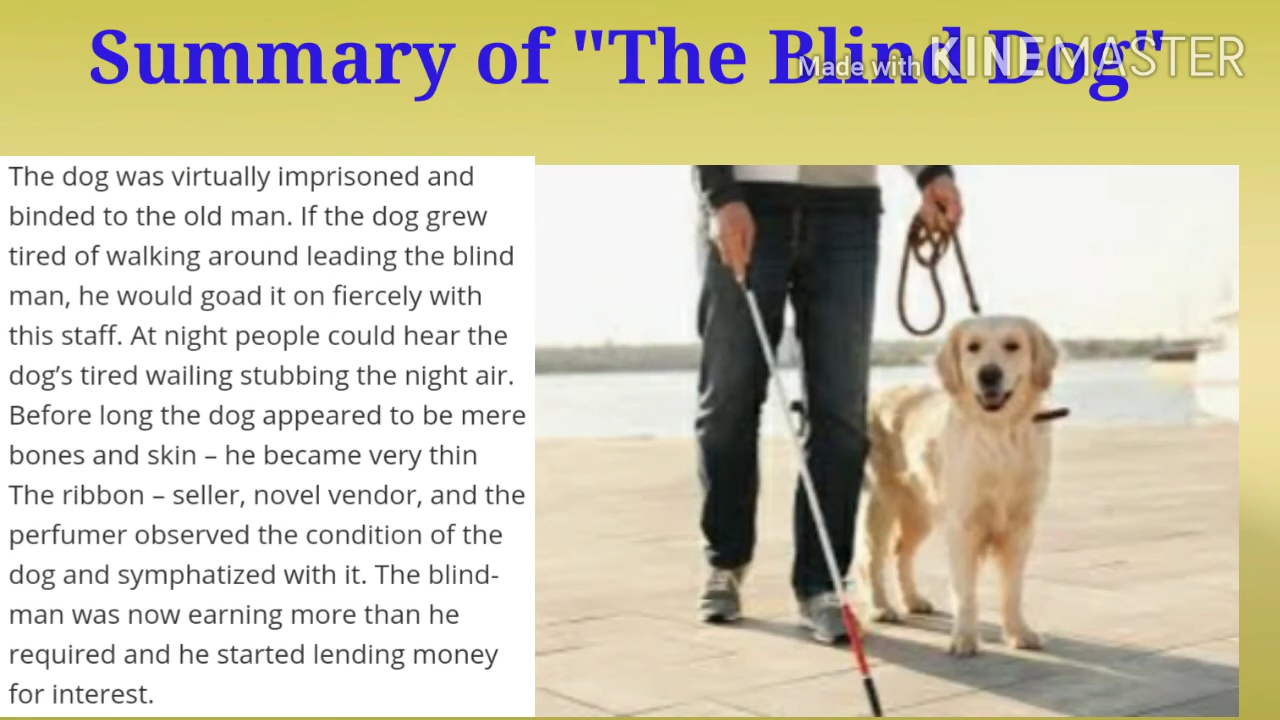 Summary of "The Blind Dog"
Made with KINEMASTER
The dog was virtually imprisoned and
binded to the old man. If the dog grew
tired of walking around leading the blind
man, he would goad it on fiercely with
this staff. At night people could hear the
dog’s tired wailing stubbing the night air.
Before long the dog appeared to be mere
bones and skin – he became very thin
The ribbon – seller, novel vendor, and the
perfumer observed the condition of the
dog and symphatized with it. The blind-
man was now earning more than he
required and he started lending money
for interest.